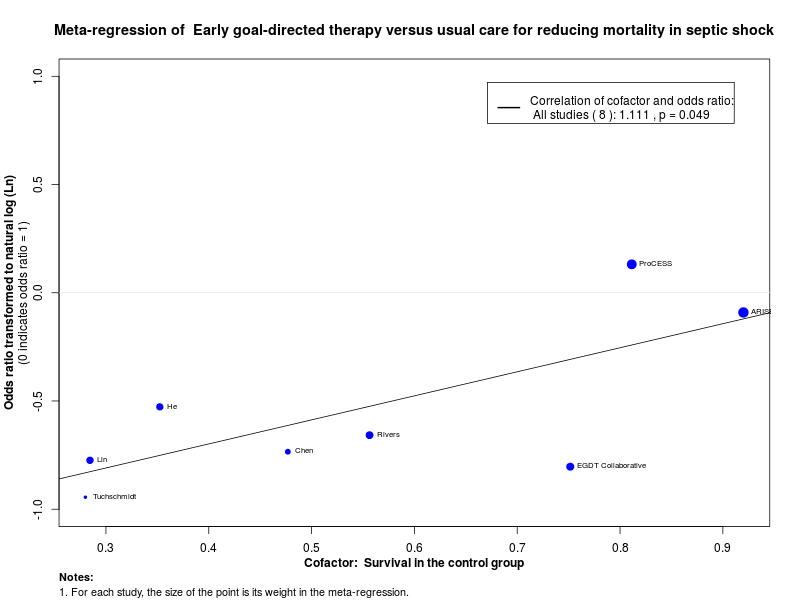 Meta-regression of  Early goal-directed therapy versus usual care for reducing mortality in septic shock
Correlation of cofactor and odds ratio:
All studies ( 8 ): 1.111 , p = 0.049
Odds ratio transformed to natural log (Ln)
(0 indicates odds ratio = 1)
1.0
0.5
0.0
-0.5
-1.0
ProCESS
ARISE
He
Rivers
Chen
Lin
EGDT Collaborative
Tuchschmidt
0.3 0.4 0.5 0.6 0.7 0.8 0.9
Cofactor:  Survival in the control group
Notes:
1. For each study, the size of the point is its weight in the meta-regression.